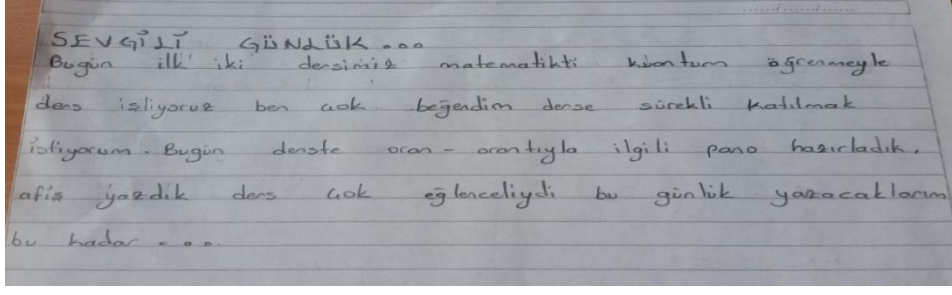 SEVGİLİ GÜNLÜK...
Bugün ilk iki dersimiz matematikti kuantum öğrenmeyle
ders işliyoruz ben çok beğendim derse sürekli katılmak
istiyorum. Bugün derste oran - orantıyla ilgili pano hazırladık.
afiş yazdık ders çok eğlenceliydi bu günlük yazacaklarım
bu kadar...